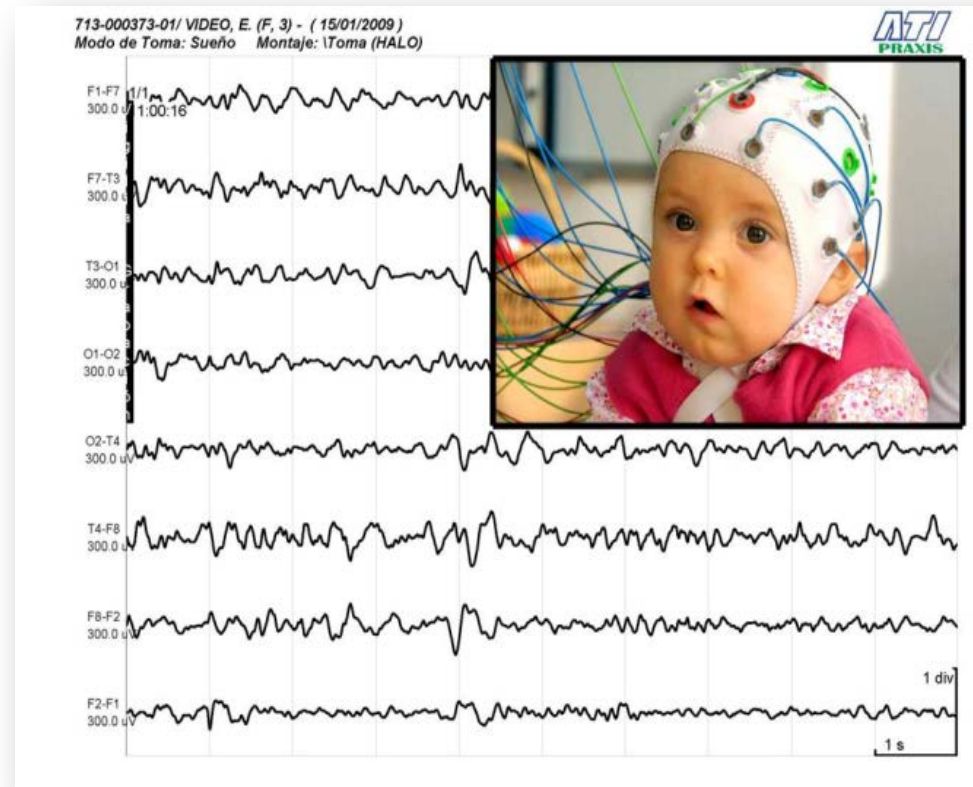 713-000373-01/ VIDEO, E. (F, 3) - ( 15/01/2009 )
Modo de Toma: Sueño Montaje: \Toma (HALO)
ATI
PRAXIS
F1-F7 1/1
300.0 1:00:16
F7-T3
300.0
T3-O1
300.0
O1-O2
300.0
O2-T4
300.0 uV
T4-F8
300.0
F8-F2
300.0 uV
F2-F1
300.0 uV
1 div
1 s